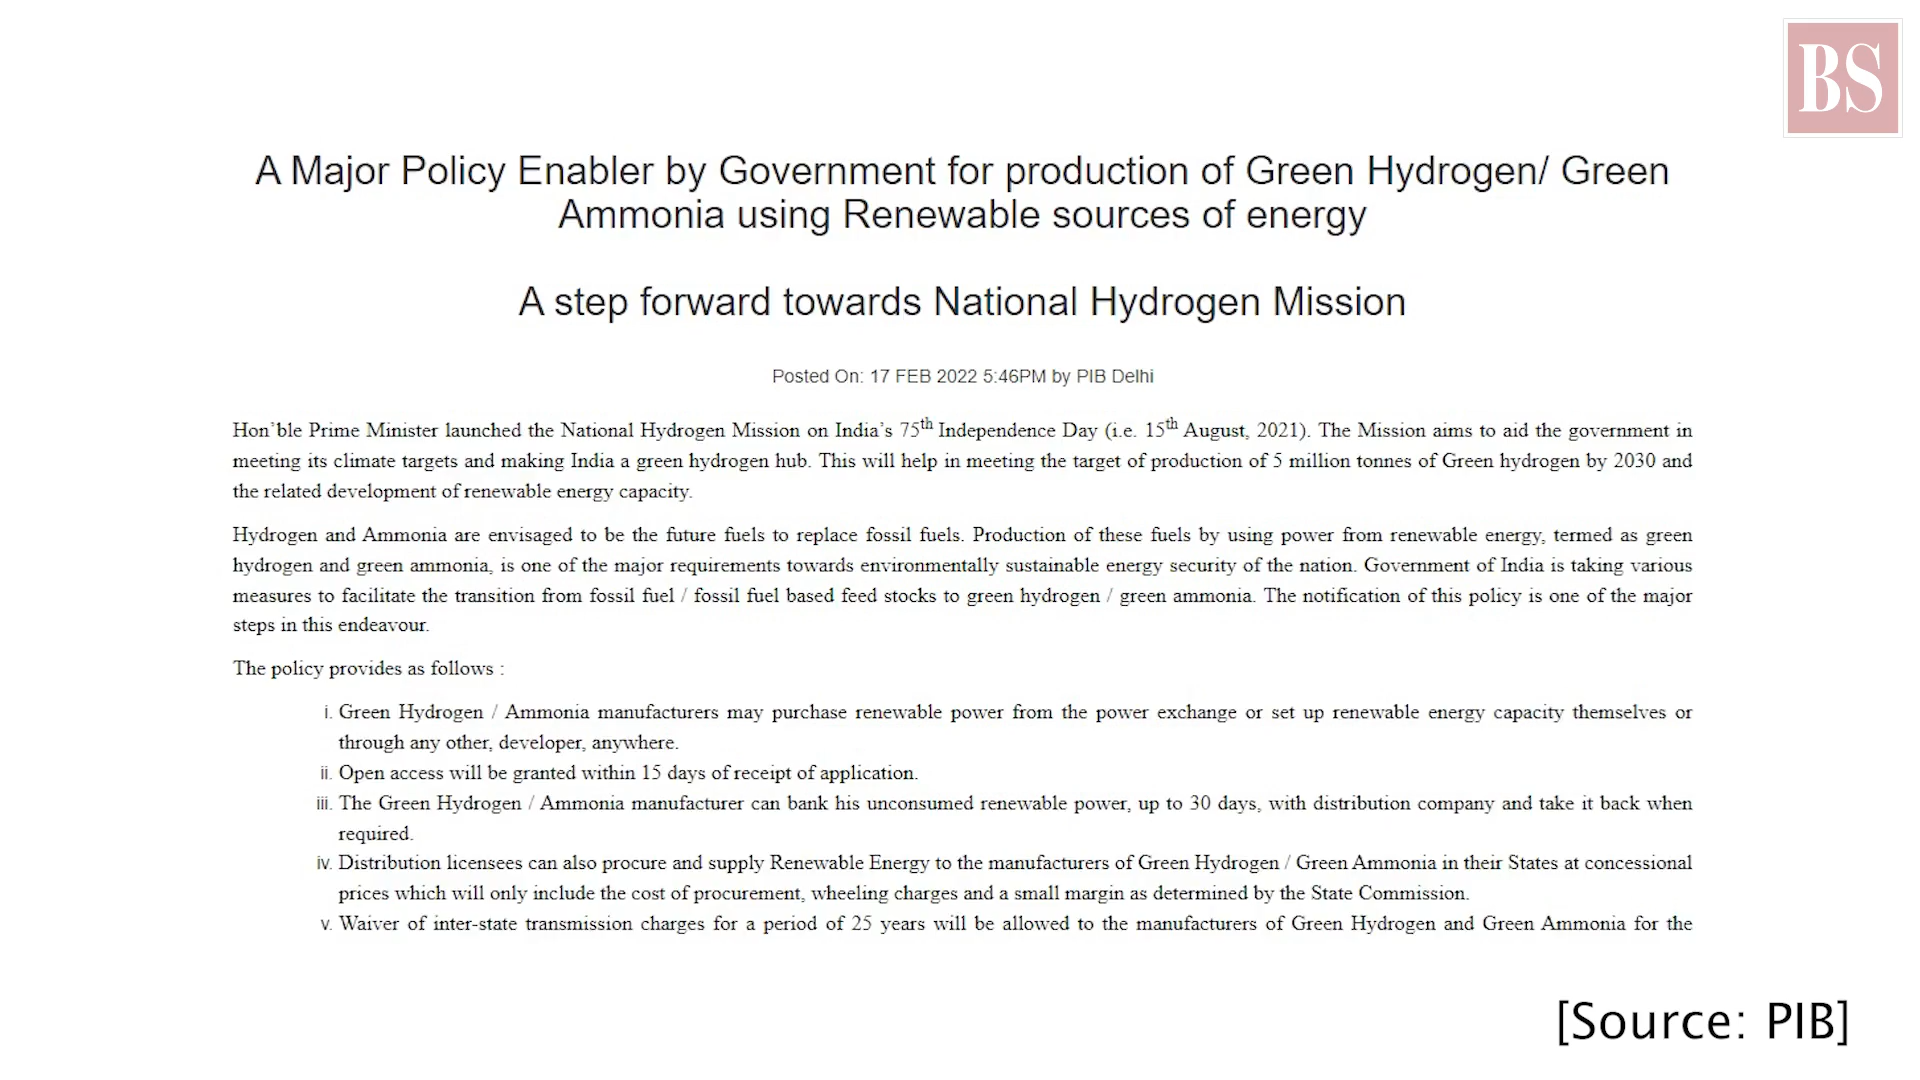 BS
A Major Policy Enabler by Government for production of Green Hydrogen/ Green
Ammonia using Renewable sources of energy
A step forward towards National Hydrogen Mission
Posted On: 17 FEB 2022 5:46PM by PIB Delhi
Hon'ble Prime Minister launched the National Hydrogen Mission on India's 75th Independence Day (i.e. 15th August, 2021). The Mission aims to aid the government in
meeting its climate targets and making India a green hydrogen hub. This will help in meeting the target of production of 5 million tonnes of Green hydrogen by 2030 and
the related development of renewable energy capacity.
Hydrogen and Ammonia are envisaged to be the future fuels to replace fossil fuels. Production of these fuels by using power from renewable energy, termed as green
hydrogen and green ammonia, is one of the major requirements towards environmentally sustainable energy security of the nation. Government of India is taking various
measures to facilitate the transition from fossil fuel / fossil fuel based feed stocks to green hydrogen / green ammonia. The notification of this policy is one of the major
steps in this endeavour.
The policy provides as follows :
i. Green Hydrogen / Ammonia manufacturers may purchase renewable power from the power exchange or set up renewable energy capacity themselves or
through any other, developer, anywhere.
ii. Open access will be granted within 15 days of receipt of application.
iii. The Green Hydrogen / Ammonia manufacturer can bank his unconsumed renewable power, up to 30 days, with distribution company and take it back when
required.
iv. Distribution licensees can also procure and supply Renewable Energy to the manufacturers of Green Hydrogen / Green Ammonia in their States at concessional
prices which will only include the cost of procurement, wheeling charges and a small margin as determined by the State Commission.
v. Waiver of inter-state transmission charges for a period of 25 years will be allowed to the manufacturers of Green Hydrogen and Green Ammonia for the
[Source: PIB]